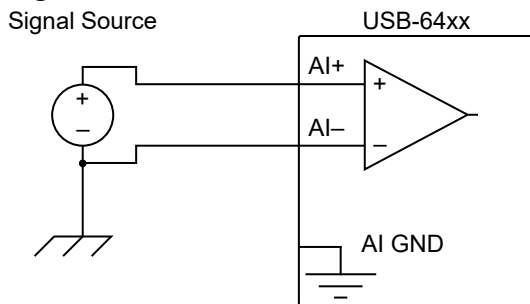 Signal Source
USB-64xx
AI+
+
+
AI–
–
–
AI GND